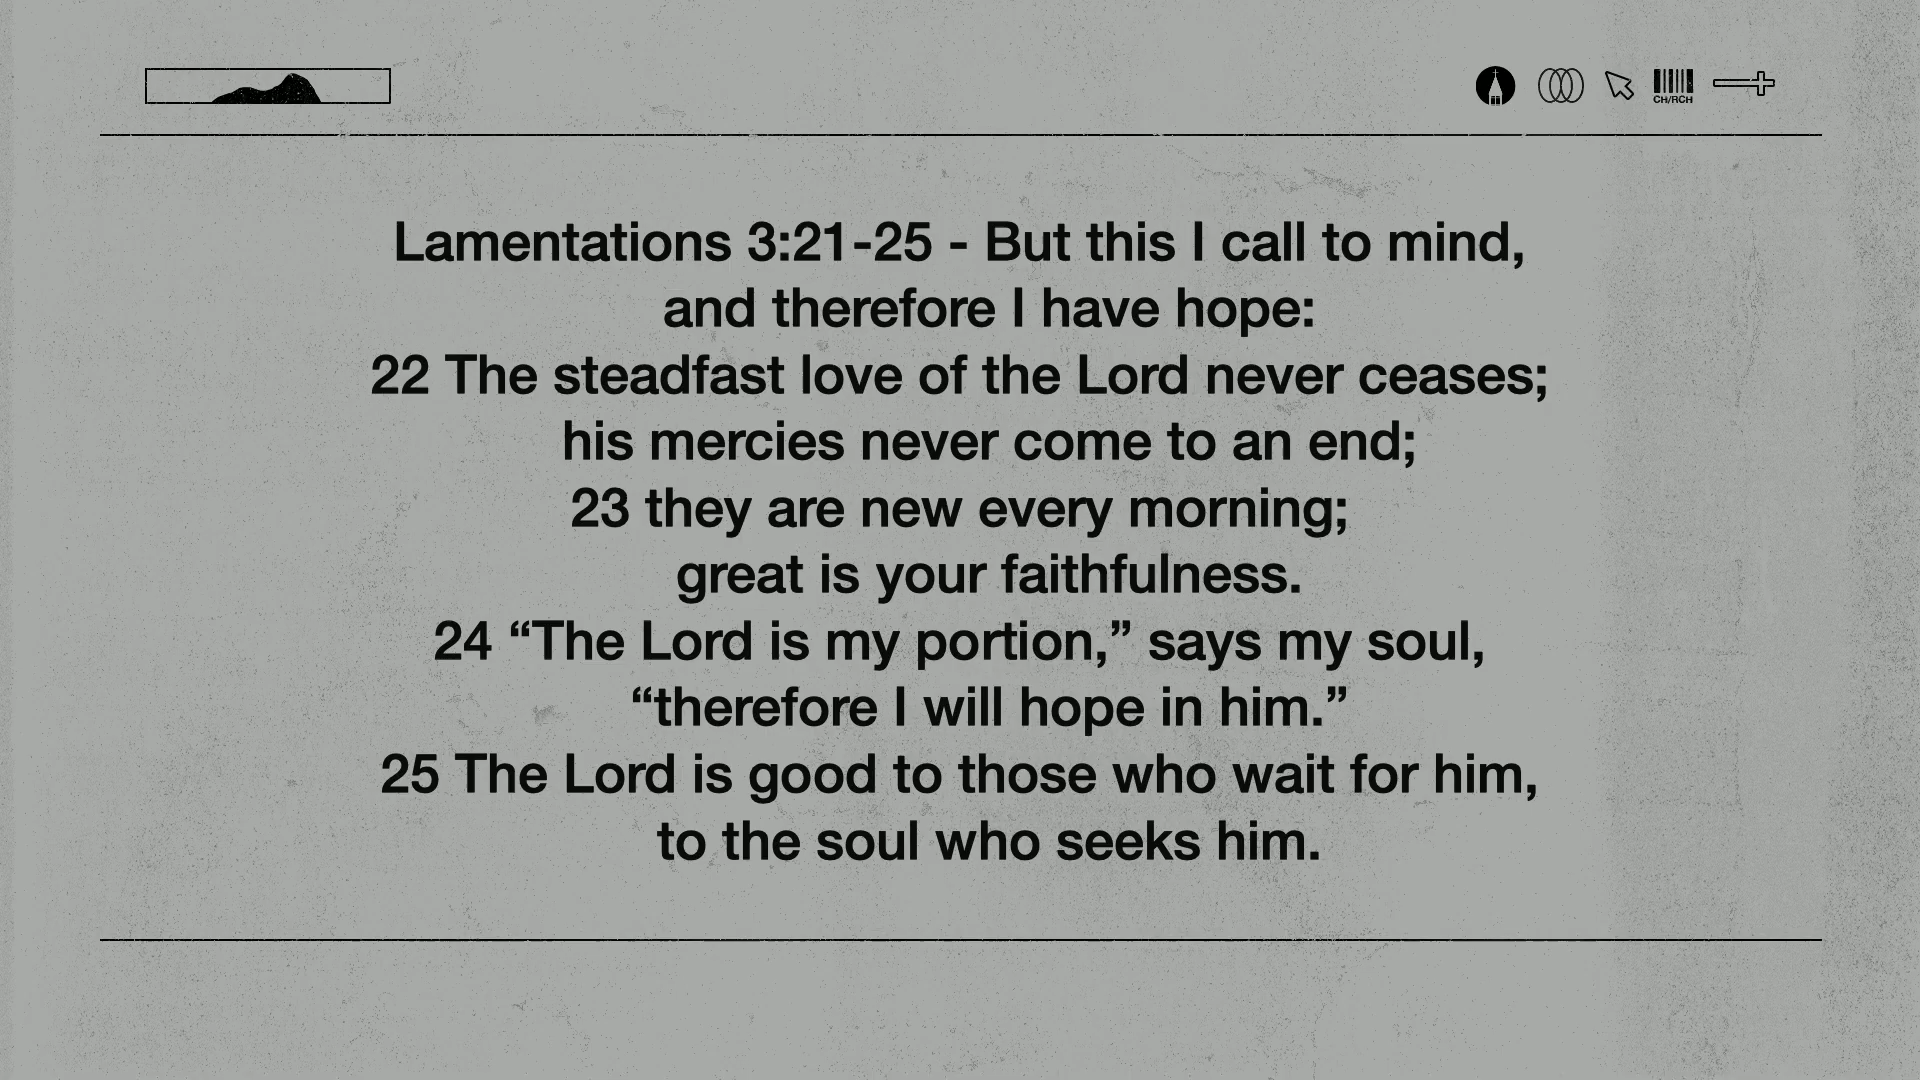 CH/RCH
Lamentations 3:21-25 - But this I call to mind,
and therefore I have hope:
22 The steadfast love of the Lord never ceases;
his mercies never come to an end;
23 they are new every morning;
great is your faithfulness.
24 “The Lord is my portion,” says my soul,
“therefore I will hope in him.”
25 The Lord is good to those who wait for him,
to the soul who seeks him.